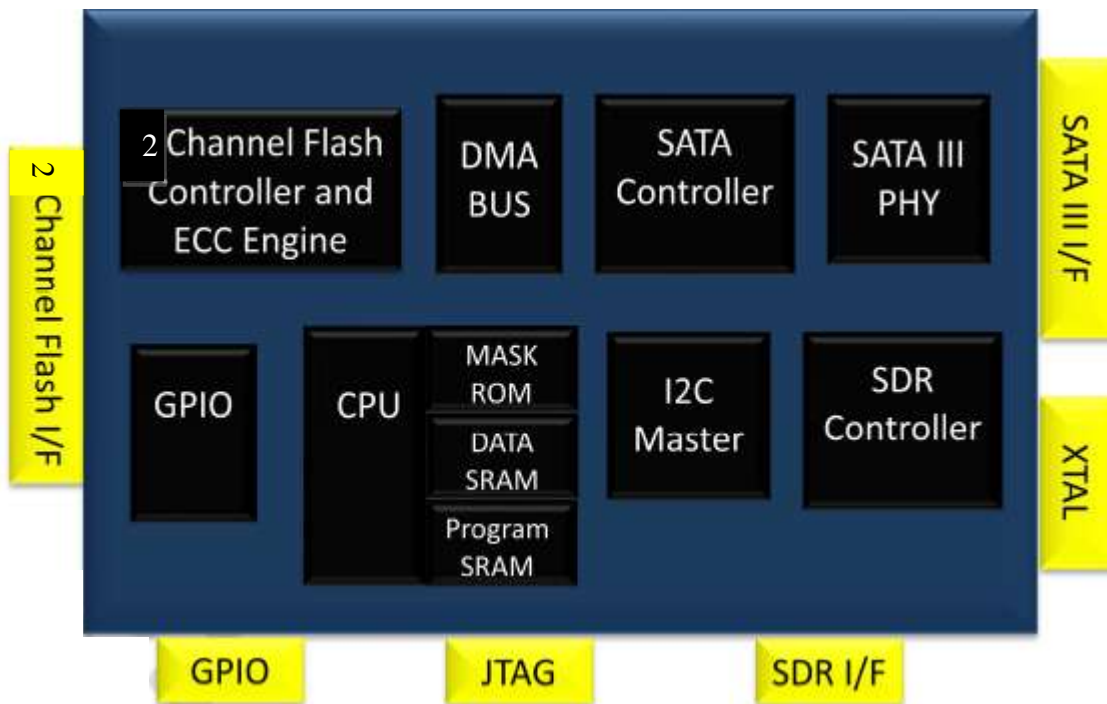 2 Channel Flash
Controller and
ECC Engine
DMA
BUS
SATA
Controller
SATA III
PHY
SATA III I/F
2 Channel Flash I/F
GPIO
CPU
MASK
ROM
DATA
SRAM
Program
SRAM
I2C
Master
SDR
Controller
XTAL
GPIO
JTAG
SDR I/F